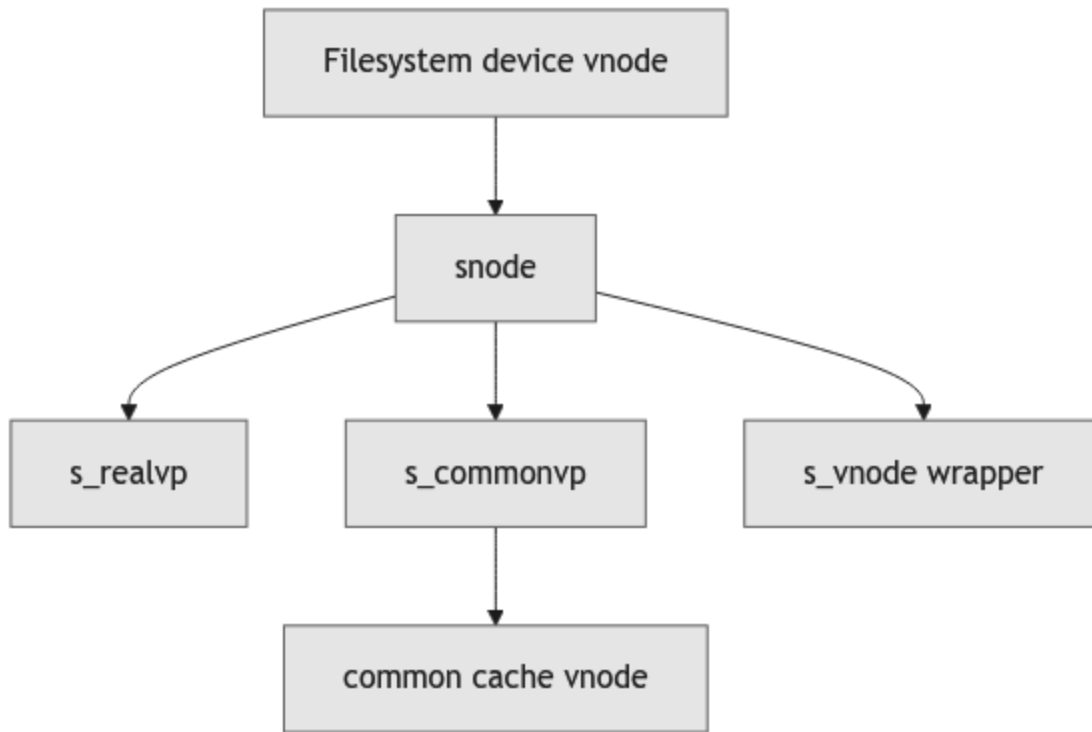 Filesystem device vnode
snode
s_realvp
s_commonvp
s_vnode wrapper
common cache vnode